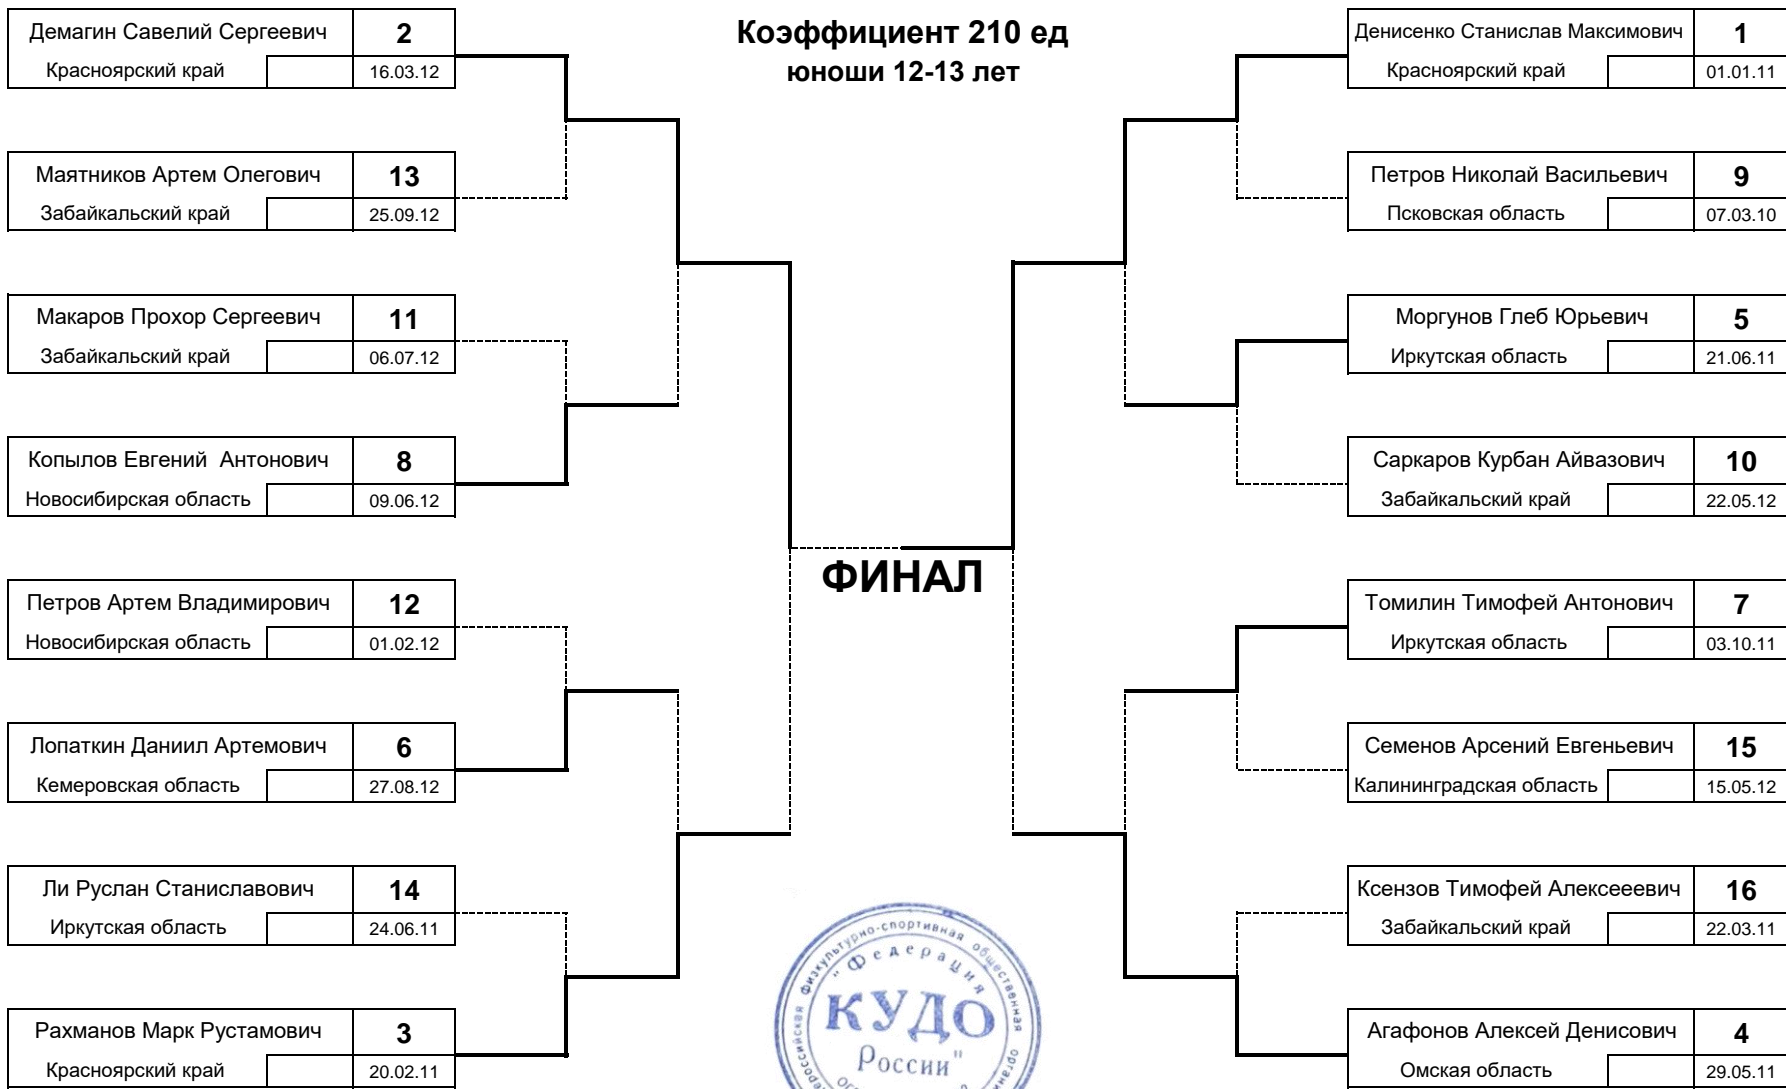 Коэффициент 210 ед
юноши 12-13 лет
Демагин Савелий Сергеевич 2
Красноярский край 16.03.12
Маятников Артем Олегович 13
Забайкальский край 25.09.12
Макаров Прохор Сергеевич 11
Забайкальский край 06.07.12
Копылов Евгений Антонович 8
Новосибирская область 09.06.12
Петров Артем Владимирович 12
Новосибирская область 01.02.12
Лопаткин Даниил Артемович 6
Кемеровская область 27.08.12
Ли Руслан Станиславович 14
Иркутская область 24.06.11
Рахманов Марк Рустамович 3
Красноярский край 20.02.11
ФИНАЛ
Денисенко Станислав Максимович 1
Красноярский край 01.01.11
Петров Николай Васильевич 9
Псковская область 07.03.10
Моргунов Глеб Юрьевич 5
Иркутская область 21.06.11
Саркаров Курбан Айвазович 10
Забайкальский край 22.05.12
Томилин Тимофей Антонович 7
Иркутская область 03.10.11
Семенов Арсений Евгеньевич 15
Калининградская область 15.05.12
Ксензов Тимофей Алексееевич 16
Забайкальский край 22.03.11
Агафонов Алексей Денисович 4
Омская область 29.05.11
физкультурно-спортивная общественная
"Федерация
КУДО
России"